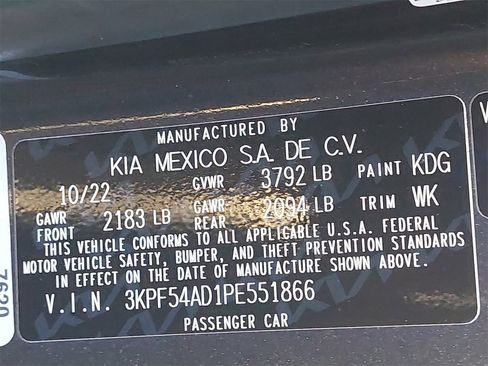 MANUFACTURED BY
KIA MEXICO S.A. DE C.V.
10/22 GVWR 3792 LB PAINT KDG
GAWR FRONT 2183 LB GAWR REAR 2094 LB TRIM WK
THIS VEHICLE CONFORMS TO ALL APPLICABLE U.S.A. FEDERAL
MOTOR VEHICLE SAFETY, BUMPER, AND THEFT PREVENTION STANDARDS
IN EFFECT ON THE DATE OF MANUFACTURE SHOWN ABOVE.
V.I.N. 3KPF54AD1PE551866
PASSENGER CAR